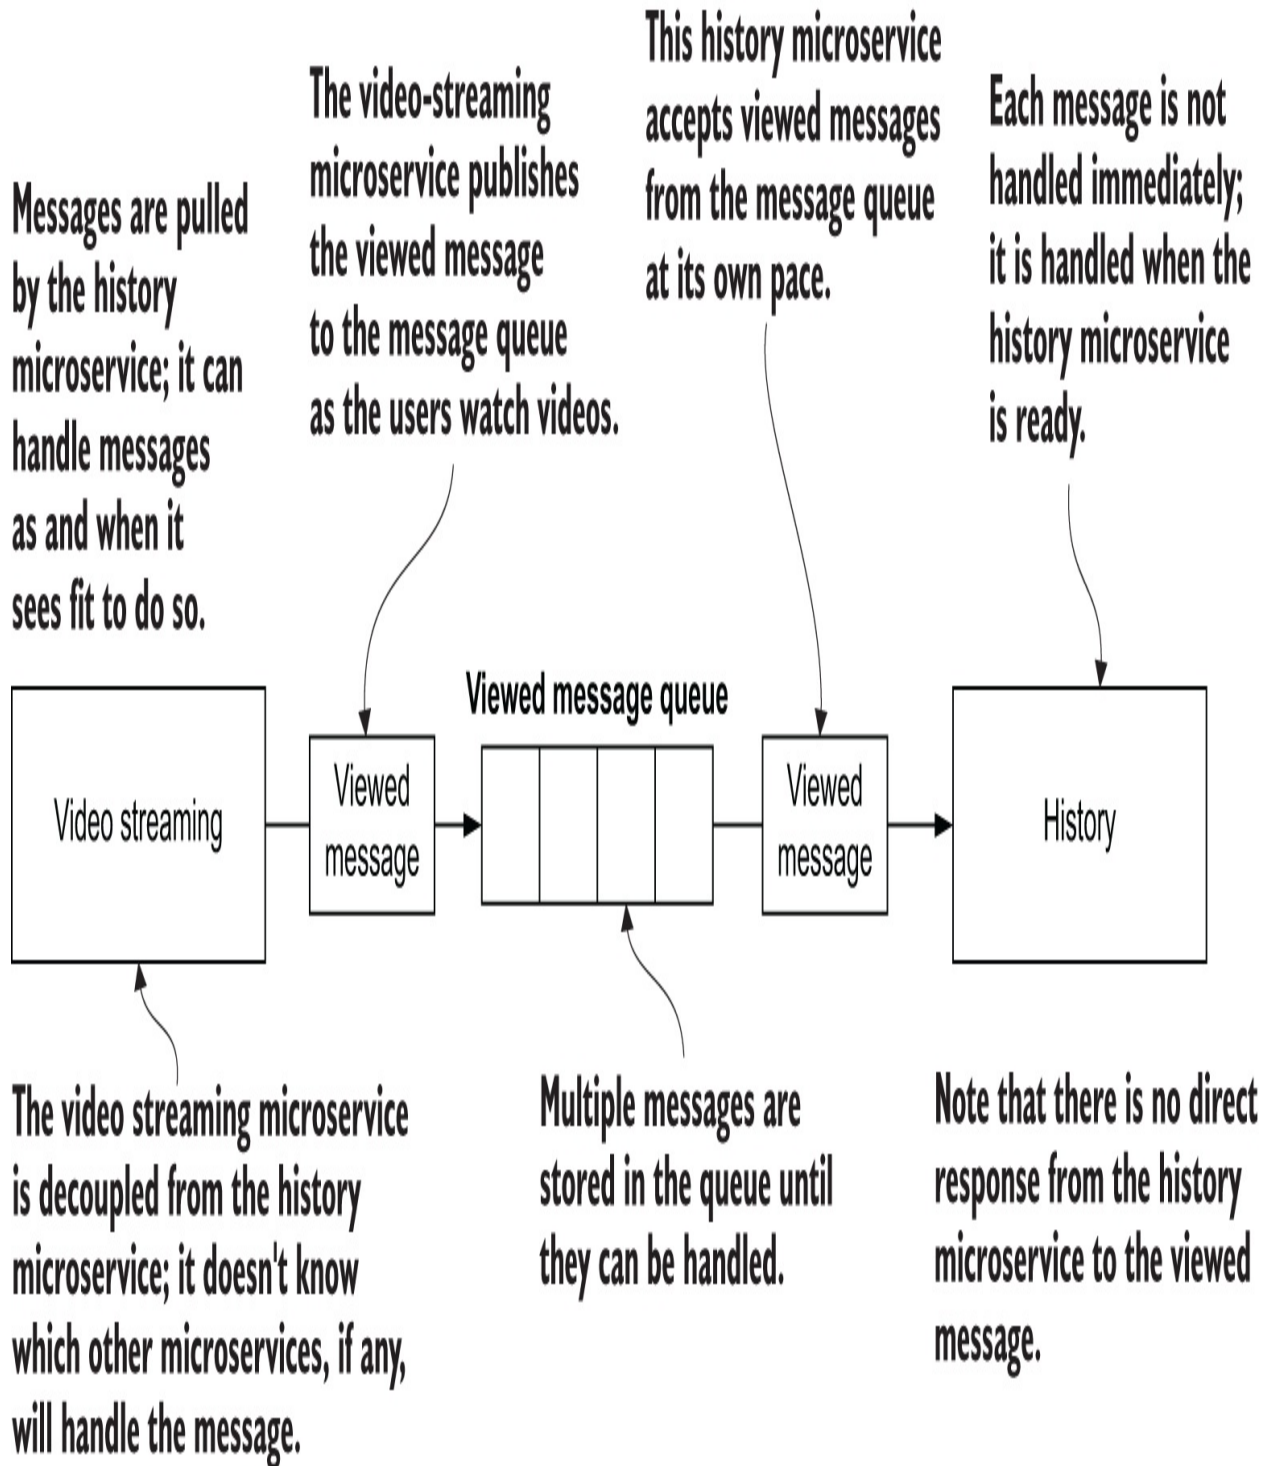 Messages are pulled
by the history
microservice; it can
handle messages
as and when it
sees fit to do so.
The video-streaming
microservice publishes
the viewed message
to the message queue
as the users watch videos.
This history microservice
accepts viewed messages
from the message queue
at its own pace.
Each message is not
handled immediately;
it is handled when the
history microservice
is ready.
Video streaming
Viewed
message
Viewed message queue
Viewed
message
History
The video streaming microservice
is decoupled from the history
microservice; it doesn't know
which other microservices, if any,
will handle the message.
Multiple messages are
stored in the queue until
they can be handled.
Note that there is no direct
response from the history
microservice to the viewed
message.